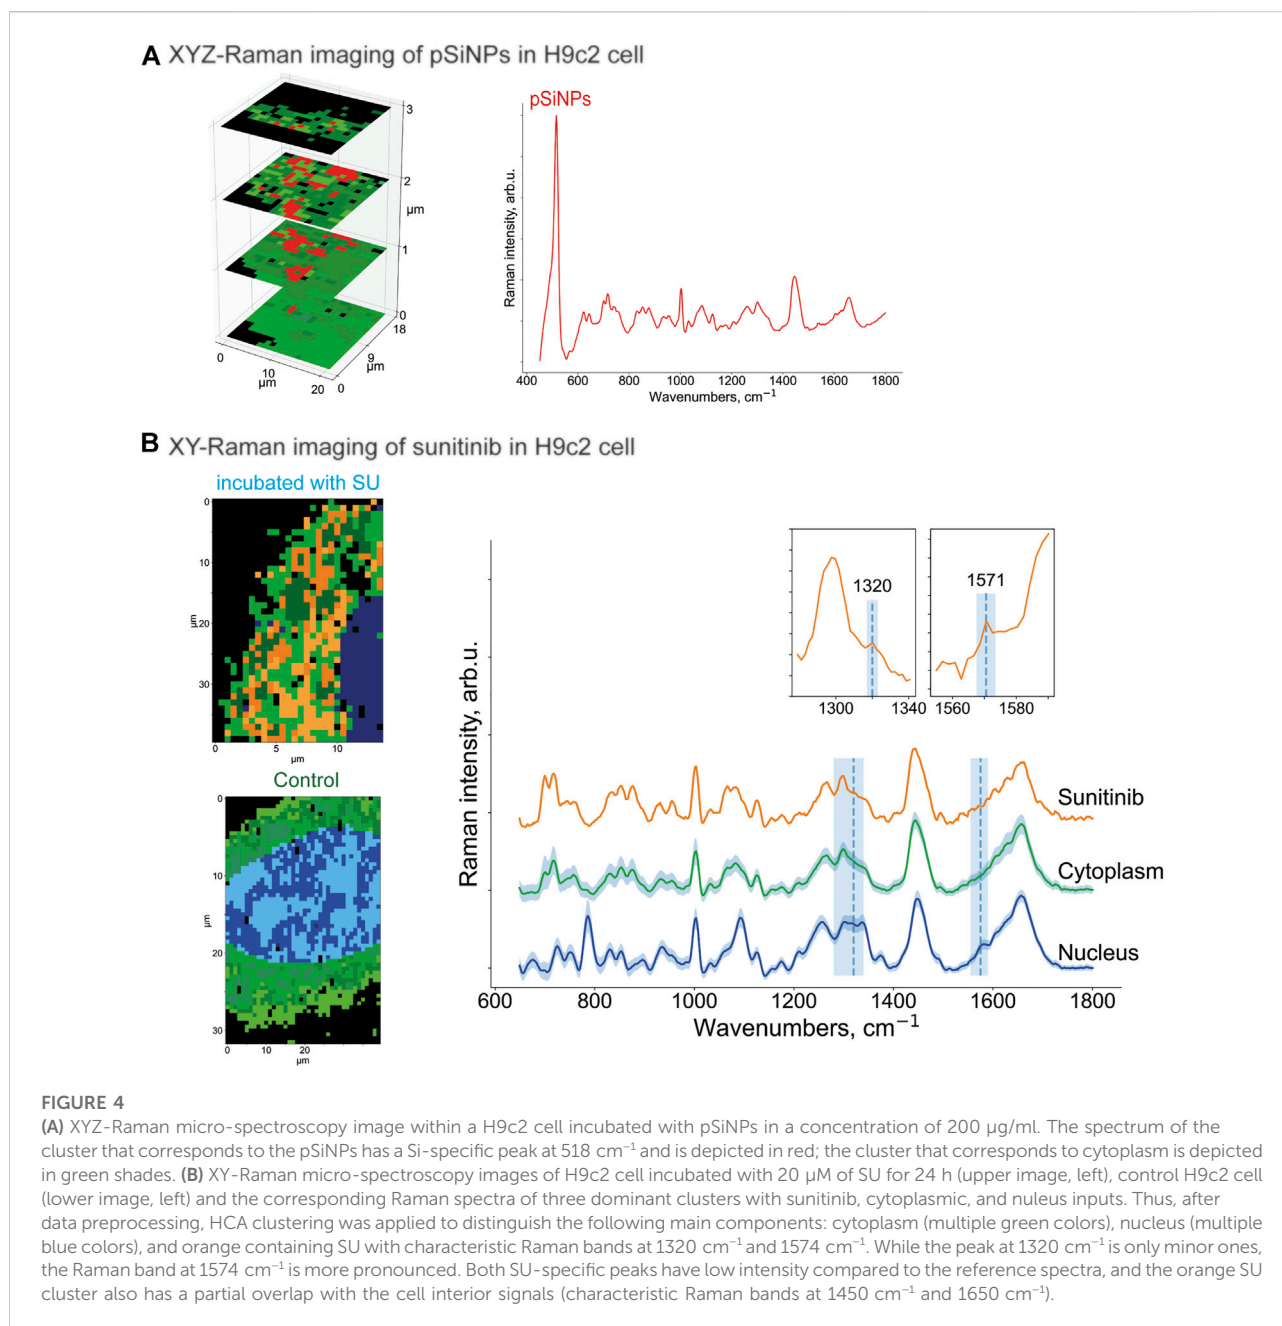 A XYZ-Raman imaging of pSiNPs in H9c2 cell
3
2
µm
1
0
18
9
µm
0
0
10
µm
20
pSiNPs
Raman intensity, arb.u.
400 600 800 1000 1200 1400 1600 1800
Wavenumbers, cm⁻¹
B XY-Raman imaging of sunitinib in H9c2 cell
incubated with SU
0
10
µm
20
30
0 5 10
µm
Control
0
10
µm
20
30
0 10 20
µm
1320
1300 1340
1571
1560 1580
Raman intensity, arb.u.
Sunitinib
Cytoplasm
Nucleus
600 800 1000 1200 1400 1600 1800
Wavenumbers, cm⁻¹
FIGURE 4
(A) XYZ-Raman micro-spectroscopy image within a H9c2 cell incubated with pSiNPs in a concentration of 200 µg/ml. The spectrum of the
cluster that corresponds to the pSiNPs has a Si-specific peak at 518 cm⁻¹ and is depicted in red; the cluster that corresponds to cytoplasm is depicted
in green shades. (B) XY-Raman micro-spectroscopy images of H9c2 cell incubated with 20 µM of SU for 24 h (upper image, left), control H9c2 cell
(lower image, left) and the corresponding Raman spectra of three dominant clusters with sunitinib, cytoplasmic, and nuleus inputs. Thus, after
data preprocessing, HCA clustering was applied to distinguish the following main components: cytoplasm (multiple green colors), nucleus (multiple
blue colors), and orange containing SU with characteristic Raman bands at 1320 cm⁻¹ and 1574 cm⁻¹. While the peak at 1320 cm⁻¹ is only minor ones,
the Raman band at 1574 cm⁻¹ is more pronounced. Both SU-specific peaks have low intensity compared to the reference spectra, and the orange SU
cluster also has a partial overlap with the cell interior signals (characteristic Raman bands at 1450 cm⁻¹ and 1650 cm⁻¹).